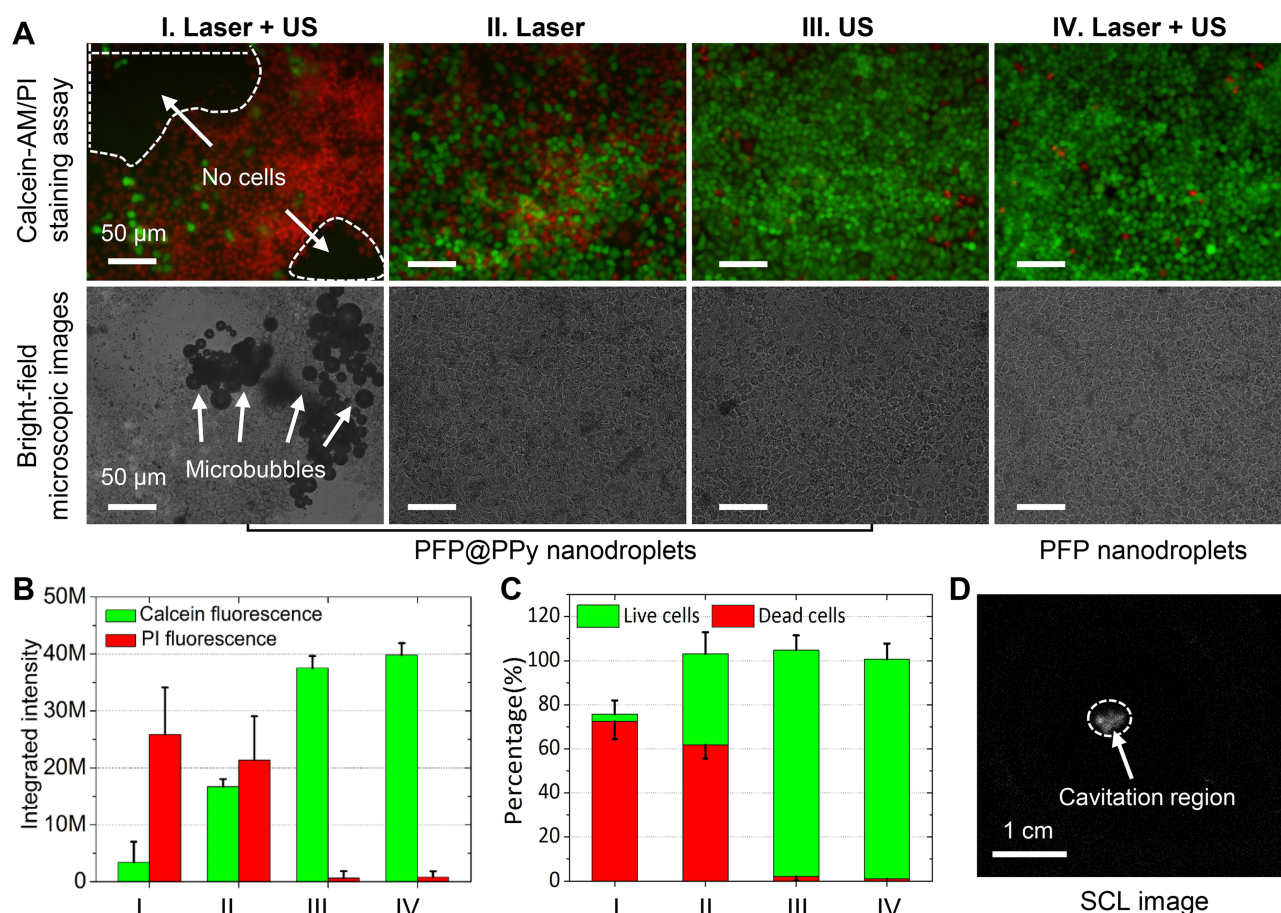 A
I. Laser + US
II. Laser
III. US
IV. Laser + US
Calcein-AMI/PI
staining assay
No cells
50 μm
Bright-field
microscopic images
Microbubbles
50 μm
PFP@PPy nanodroplets
PFP nanodroplets
B
Integrated intensity
50M
40M
30M
20M
10M
0
Calcein fluorescence
PI fluorescence
I
II
III
IV
C
Percentage(%)
120
100
80
60
40
20
0
Live cells
Dead cells
I
II
III
IV
D
Cavitation region
1 cm
SCL image